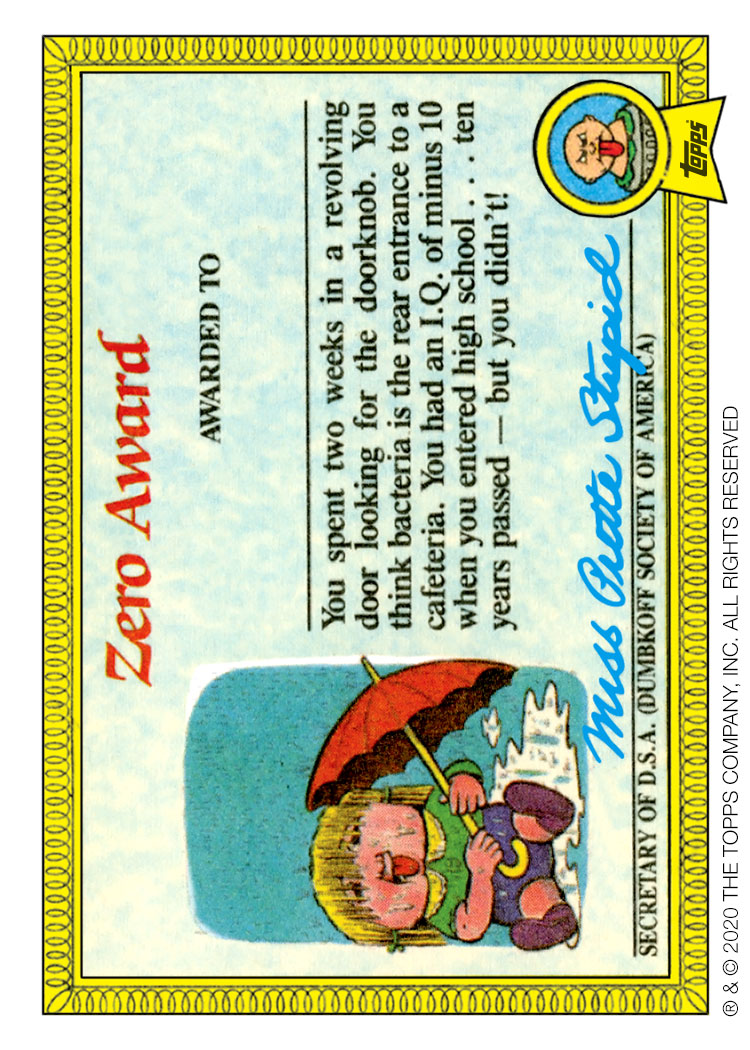 Zero Award
AWARDED TO
You spent two weeks in a revolving
door looking for the doorknob. You
think bacteria is the rear entrance to a
cafeteria. You had an I.Q. of minus 10
when you entered high school . . . ten
years passed — but you didn't!
Miss Protte Stupid
SECRETARY OF D.S.A. (DUMBKOFF SOCIETY OF AMERICA)
topps
® & © 2020 THE TOPPS COMPANY, INC. ALL RIGHTS RESERVED